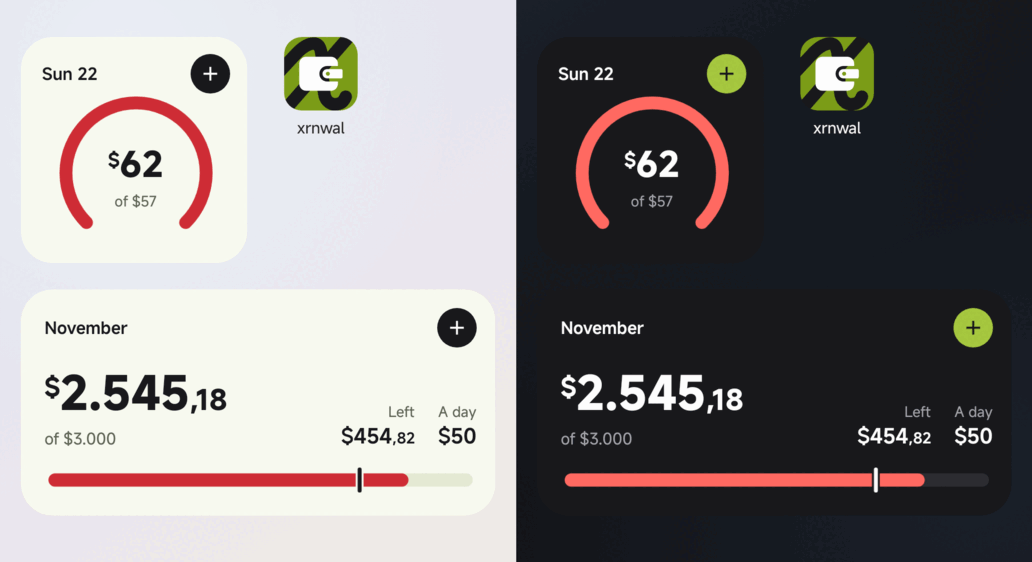 Sun 22
+
$62
of $57
xrnwal
November
+
$2.545,18
of $3.000
Left
$454,82
A day
$50
Sun 22
+
$62
of $57
xrnwal
November
+
$2.545,18
of $3.000
Left
$454,82
A day
$50